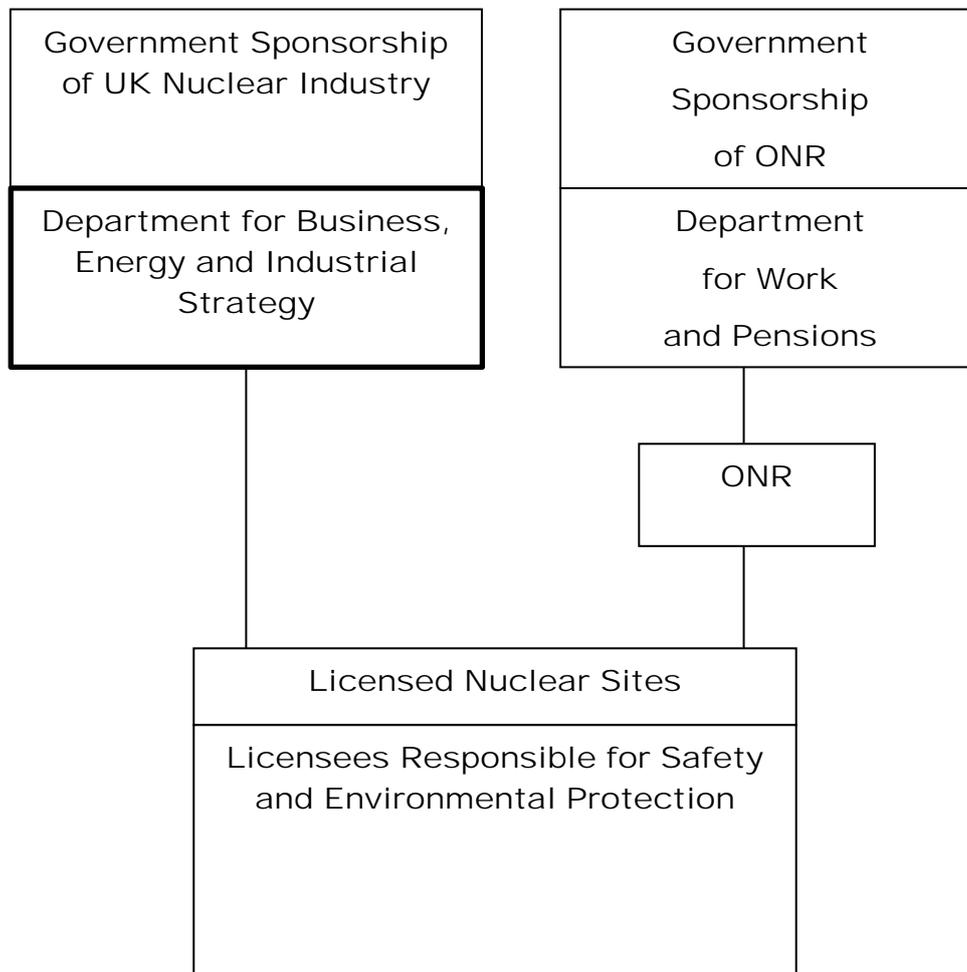 Government Sponsorship
of UK Nuclear Industry
Department for Business,
Energy and Industrial
Strategy
Government
Sponsorship
of ONR
Department
for Work
and Pensions
ONR
Licensed Nuclear Sites
Licensees Responsible for Safety
and Environmental Protection